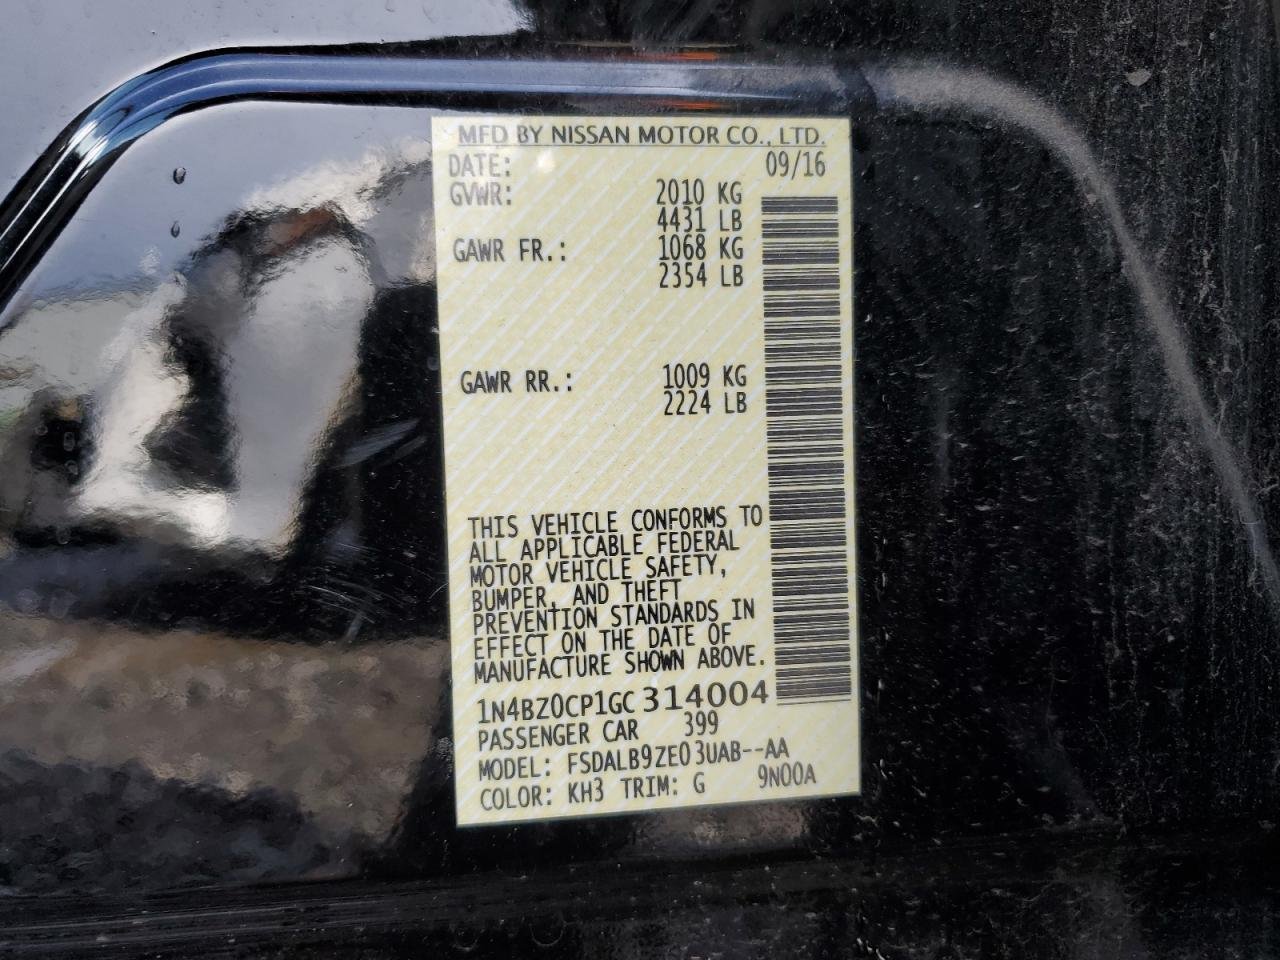 MFD BY NISSAN MOTOR CO., LTD.
DATE: 09/16
GVWR: 2010 KG
4431 LB
GAWR FR.: 1068 KG
2354 LB
GAWR RR.: 1009 KG
2224 LB
THIS VEHICLE CONFORMS TO
ALL APPLICABLE FEDERAL
MOTOR VEHICLE SAFETY,
BUMPER, AND THEFT
PREVENTION STANDARDS IN
EFFECT ON THE DATE OF
MANUFACTURE SHOWN ABOVE.
1N4BZ0CP1GC314004
PASSENGER CAR 399
MODEL: FSDALB9ZE03UAB--AA
COLOR: KH3 TRIM: G 9N00A